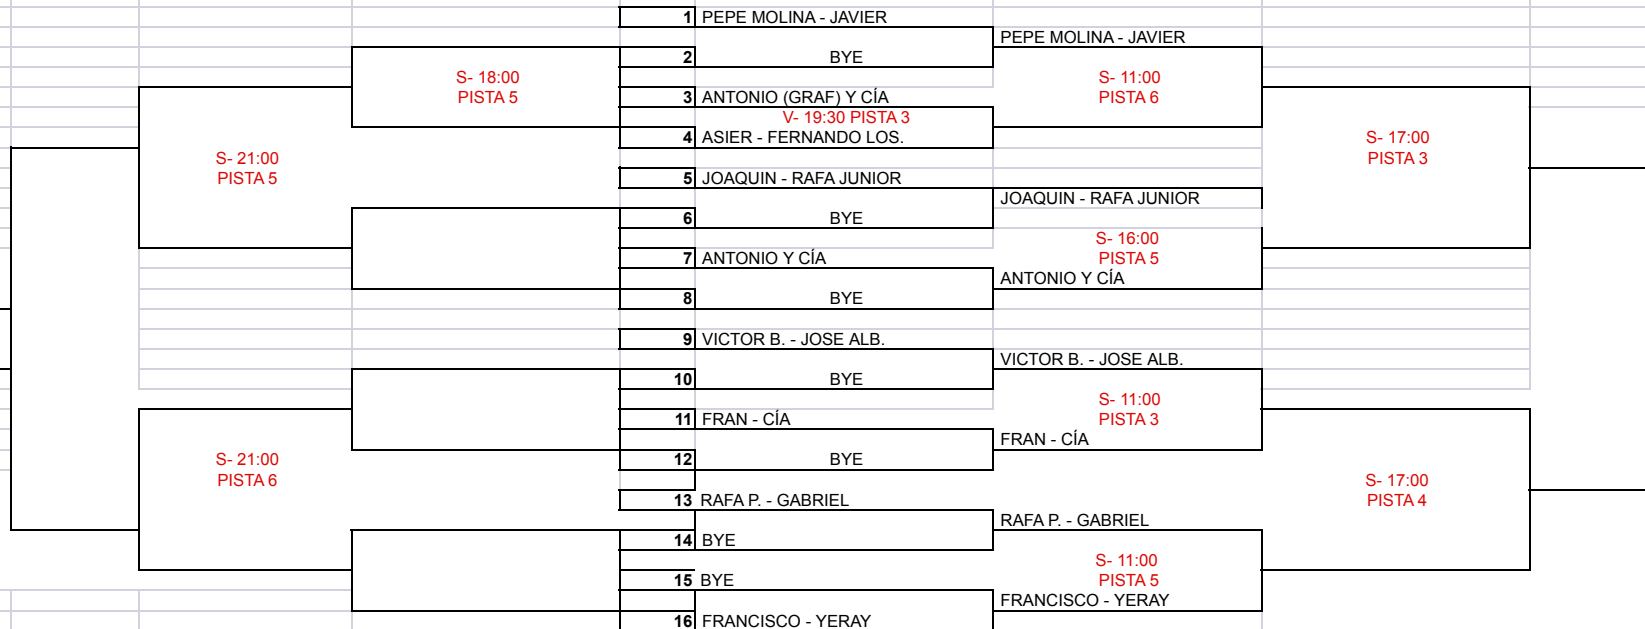 1 PEPE MOLINA - JAVIER
PEPE MOLINA - JAVIER
2 BYE
S- 18:00
PISTA 5
S- 11:00
PISTA 6
3 ANTONIO (GRAF) Y CÍA
V- 19:30 PISTA 3
4 ASIER - FERNANDO LOS.
S- 17:00
PISTA 3
S- 21:00
PISTA 5
5 JOAQUIN - RAFA JUNIOR
JOAQUIN - RAFA JUNIOR
6 BYE
S- 16:00
PISTA 5
7 ANTONIO Y CÍA
ANTONIO Y CÍA
8 BYE
9 VICTOR B. - JOSE ALB.
VICTOR B. - JOSE ALB.
10 BYE
S- 11:00
PISTA 3
11 FRAN - CÍA
FRAN - CÍA
12 BYE
S- 21:00
PISTA 6
S- 17:00
PISTA 4
13 RAFA P. - GABRIEL
RAFA P. - GABRIEL
14 BYE
S- 11:00
PISTA 5
15 BYE
FRANCISCO - YERAY
16 FRANCISCO - YERAY